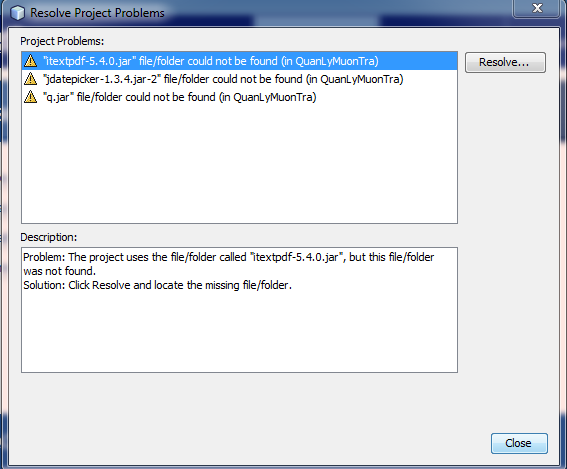 Resolve Project Problems
Project Problems:
"itextpdf-5.4.0.jar" file/folder could not be found (in QuanLyMuonTra)
Resolve...
"jdatepicker-1.3.4.jar-2" file/folder could not be found (in QuanLyMuonTra)
"q.jar" file/folder could not be found (in QuanLyMuonTra)
Description:
Problem: The project uses the file/folder called "itextpdf-5.4.0.jar", but this file/folder
was not found.
Solution: Click Resolve and locate the missing file/folder.
Close